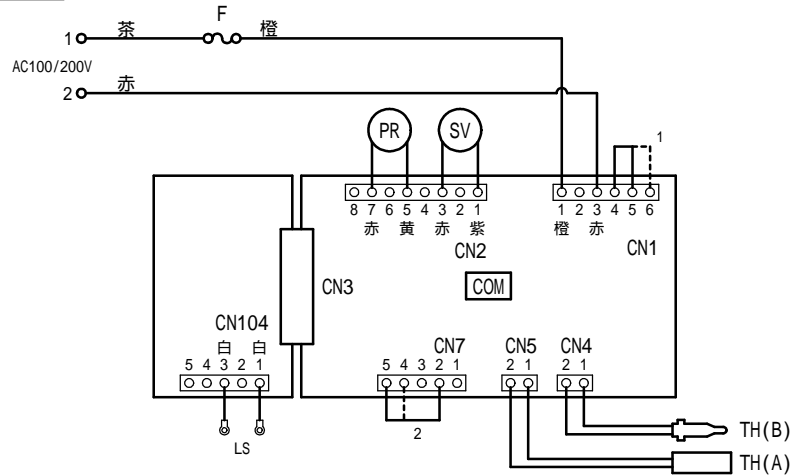 F
茶
橙
1
AC100/200V
赤
2
PR
SV
1
8 7 6 5 4 3 2 1
1 2 3 4 5 6
赤 黄 赤 紫
橙 赤
CN2
CN1
CN3
COM
CN104
白 白
5 4 3 2 1
CN7
CN5
CN4
5 4 3 2 1
2 1
2 1
LS
2
TH(B)
TH(A)